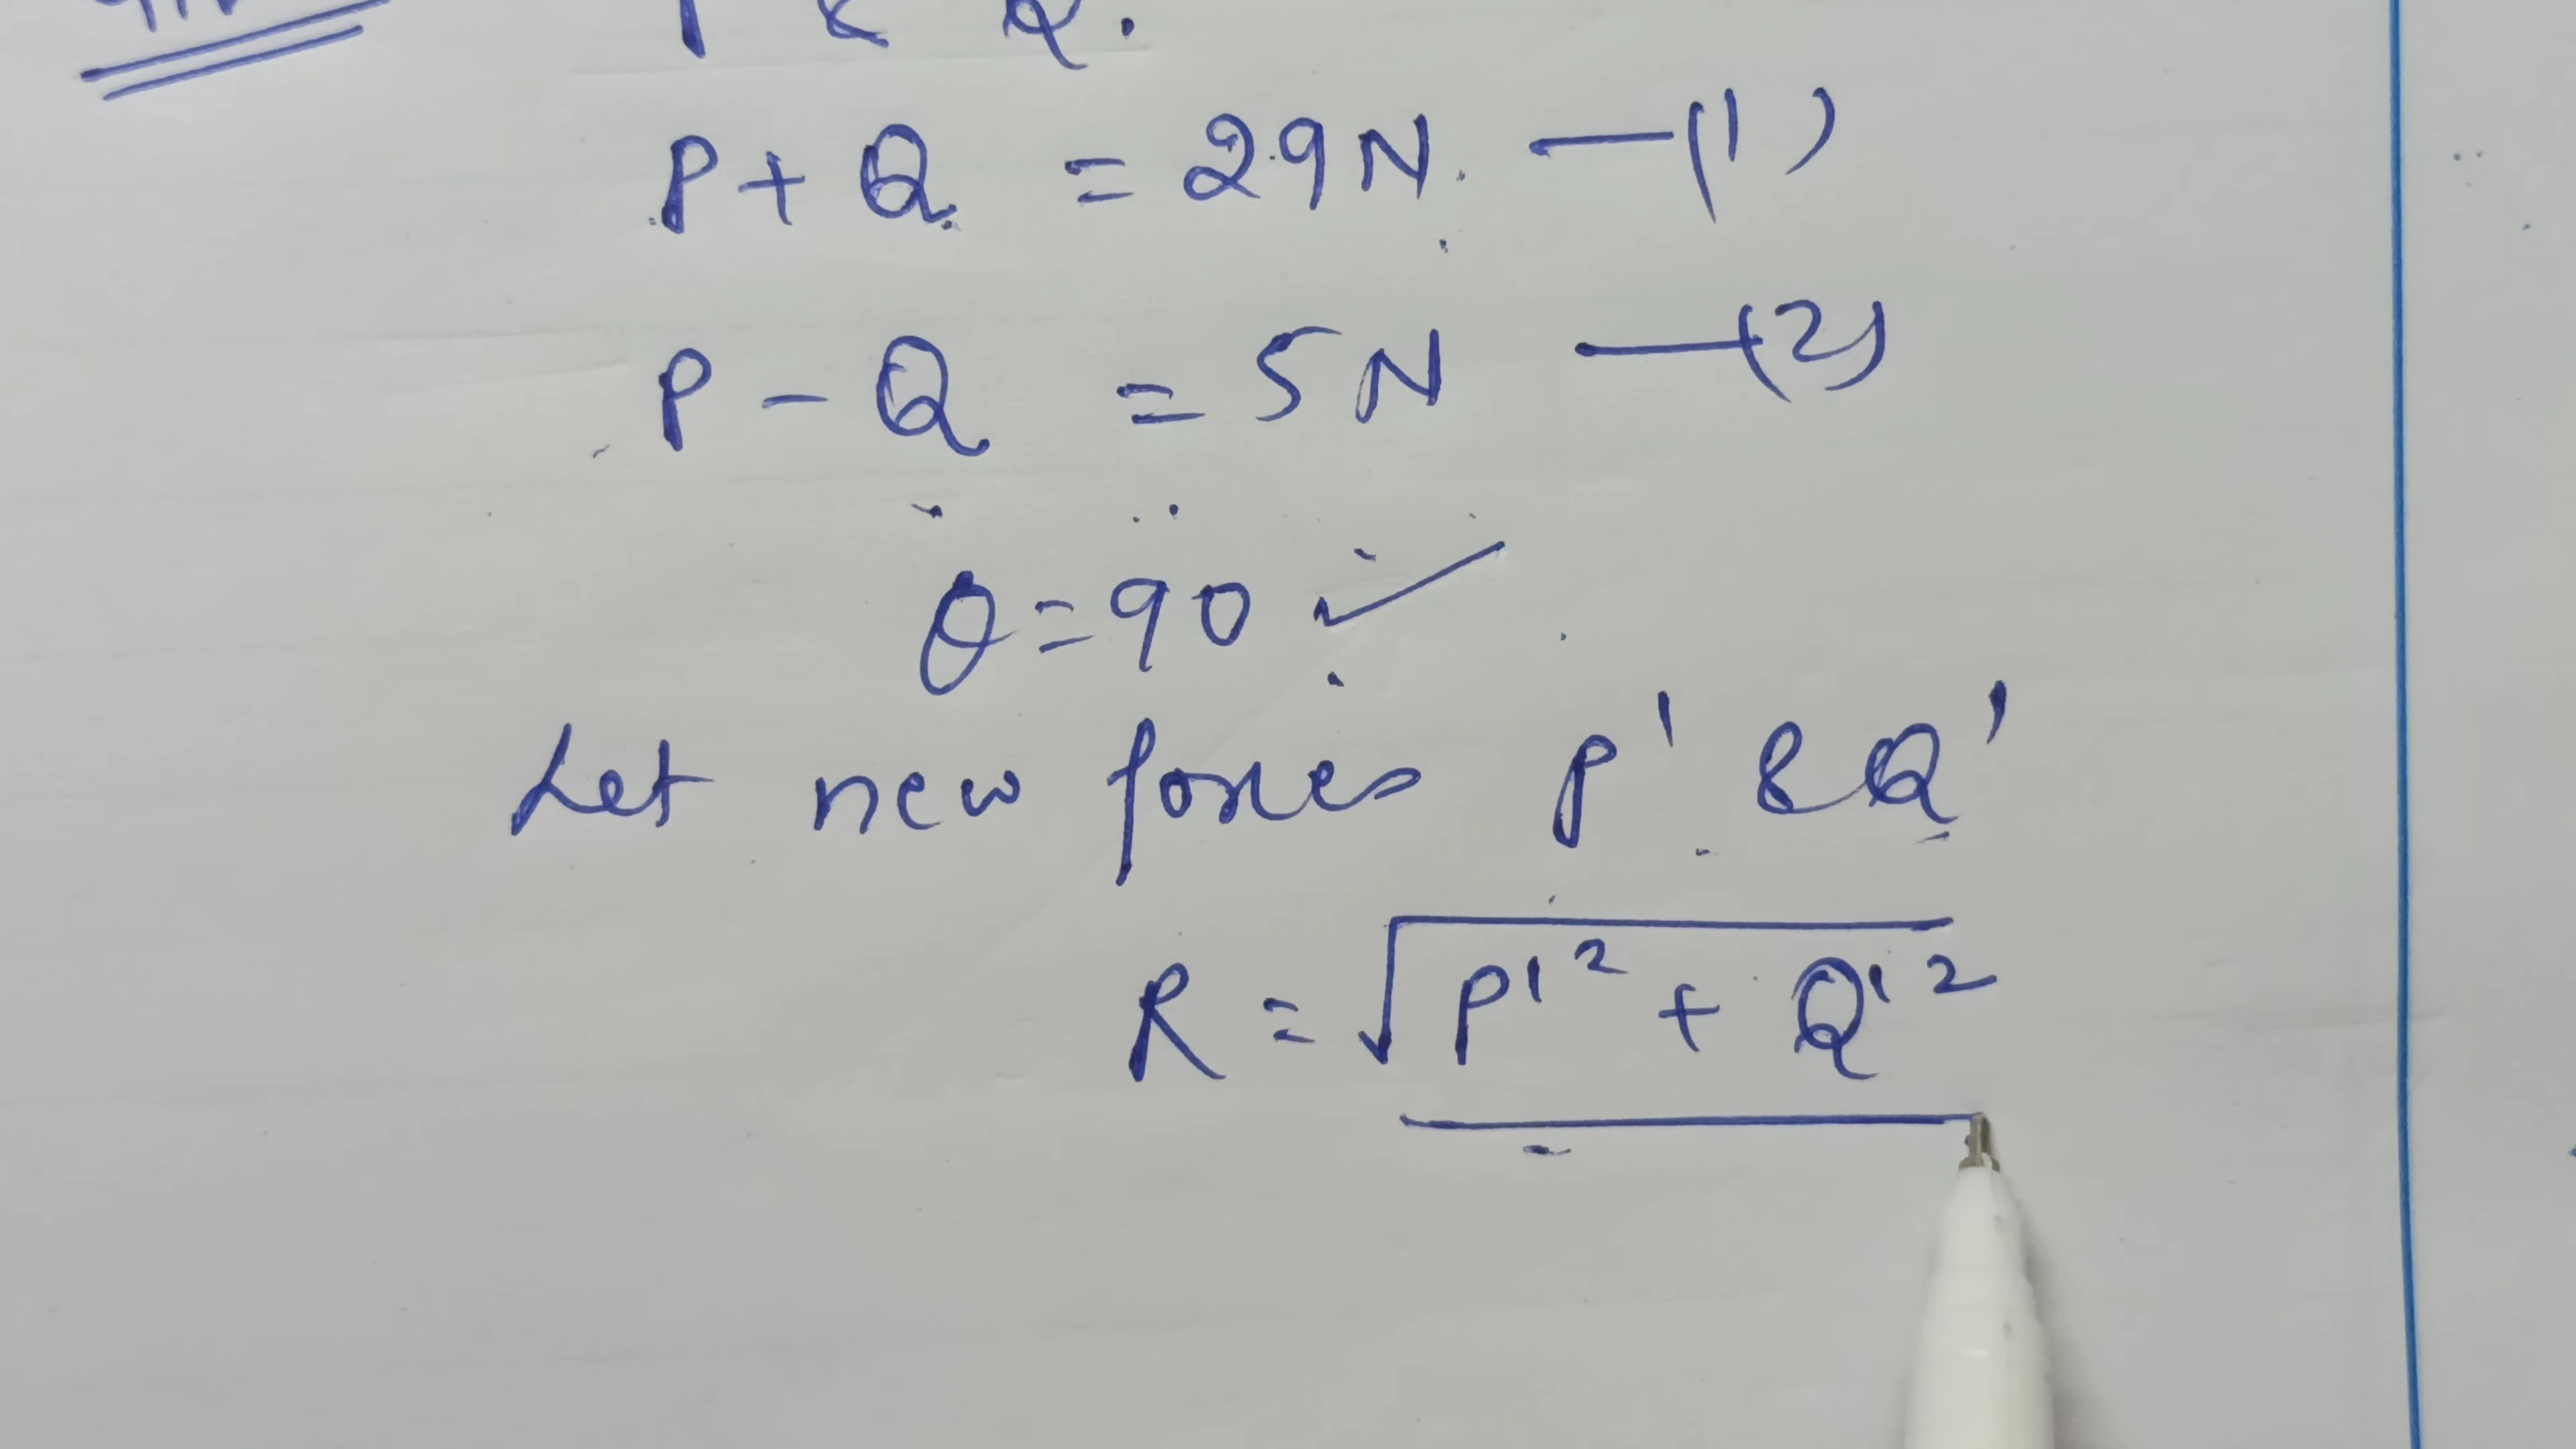 P & Q.
P + Q = 29N. —(1)
P - Q = 5N —(2)
θ = 90 ✓
Let new forces P' & Q'
R = √P'² + Q'²